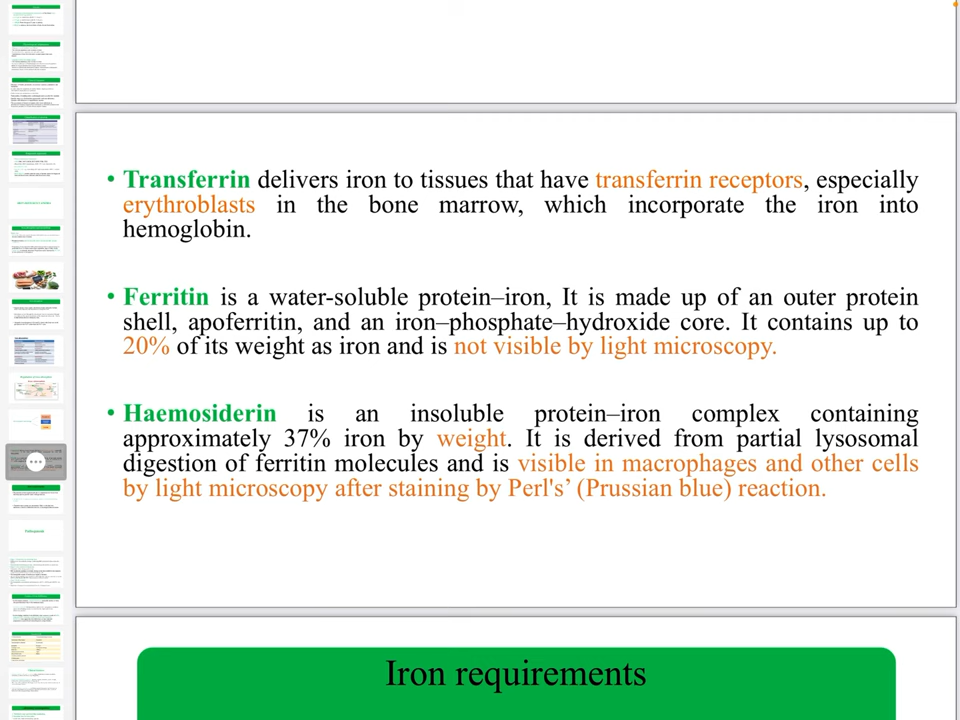 • Transferrin delivers iron to tissues that have transferrin receptors, especially
erythroblasts in the bone marrow, which incorporate the iron into
hemoglobin.
• Ferritin is a water-soluble protein–iron, It is made up of an outer protein
shell, apoferritin, and an iron–phosphate–hydroxide core. It contains up to
20% of its weight as iron and is not visible by light microscopy.
• Haemosiderin is an insoluble protein–iron complex containing
approximately 37% iron by weight. It is derived from partial lysosomal
digestion of ferritin molecules and is visible in macrophages and other cells
by light microscopy after staining by Perl's’ (Prussian blue) reaction.
Iron requirements